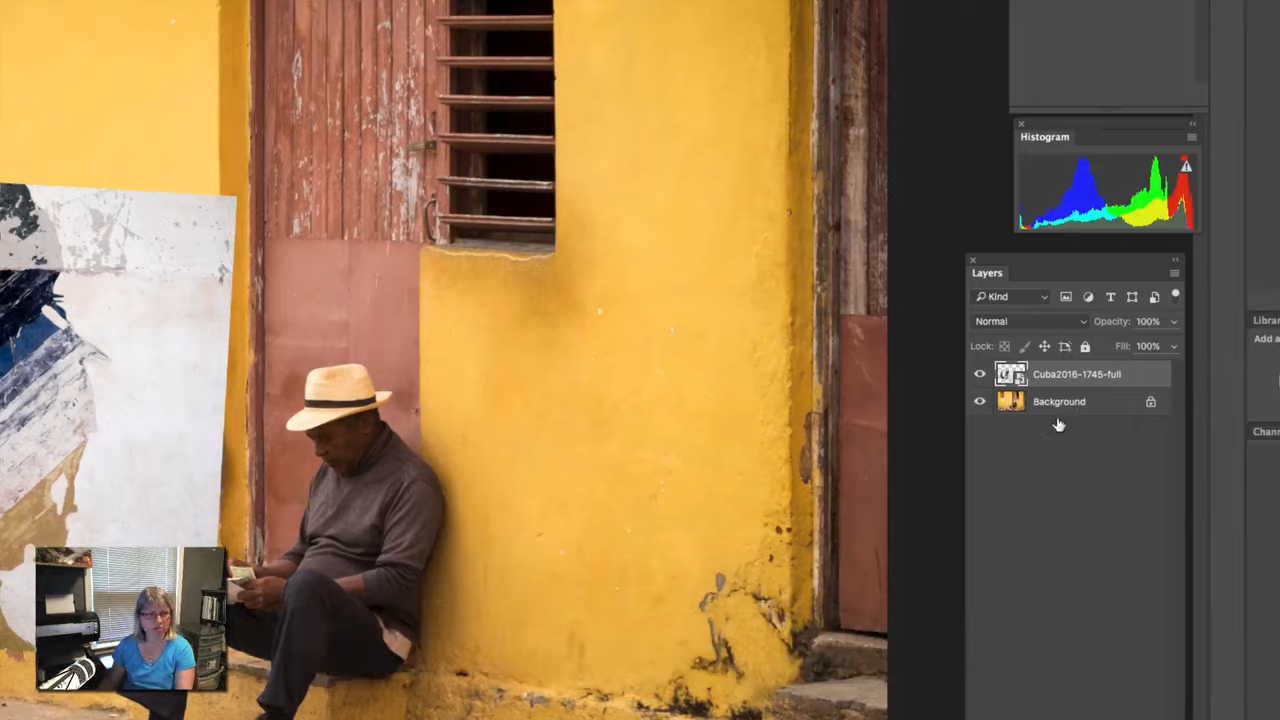 Histogram
Layers
Kind
Normal
Opacity: 100%
Lock:
Fill: 100%
Cuba2016-1745-full
Background
Librar
Add a
Chann